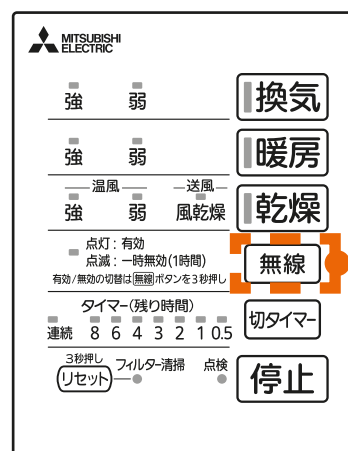 MITSUBISHI
ELECTRIC
強 弱 換気
強 弱 暖房
温風 送風
強 弱 風乾燥 乾燥
点灯：有効
点滅：一時無効(1時間)
有効/無効の切替は無線ボタンを3秒押し
無線
タイマー(残り時間)
連続 8 6 4 3 2 1 0.5
切タイマー
3秒押し
リセット フィルター清掃 点検
停止